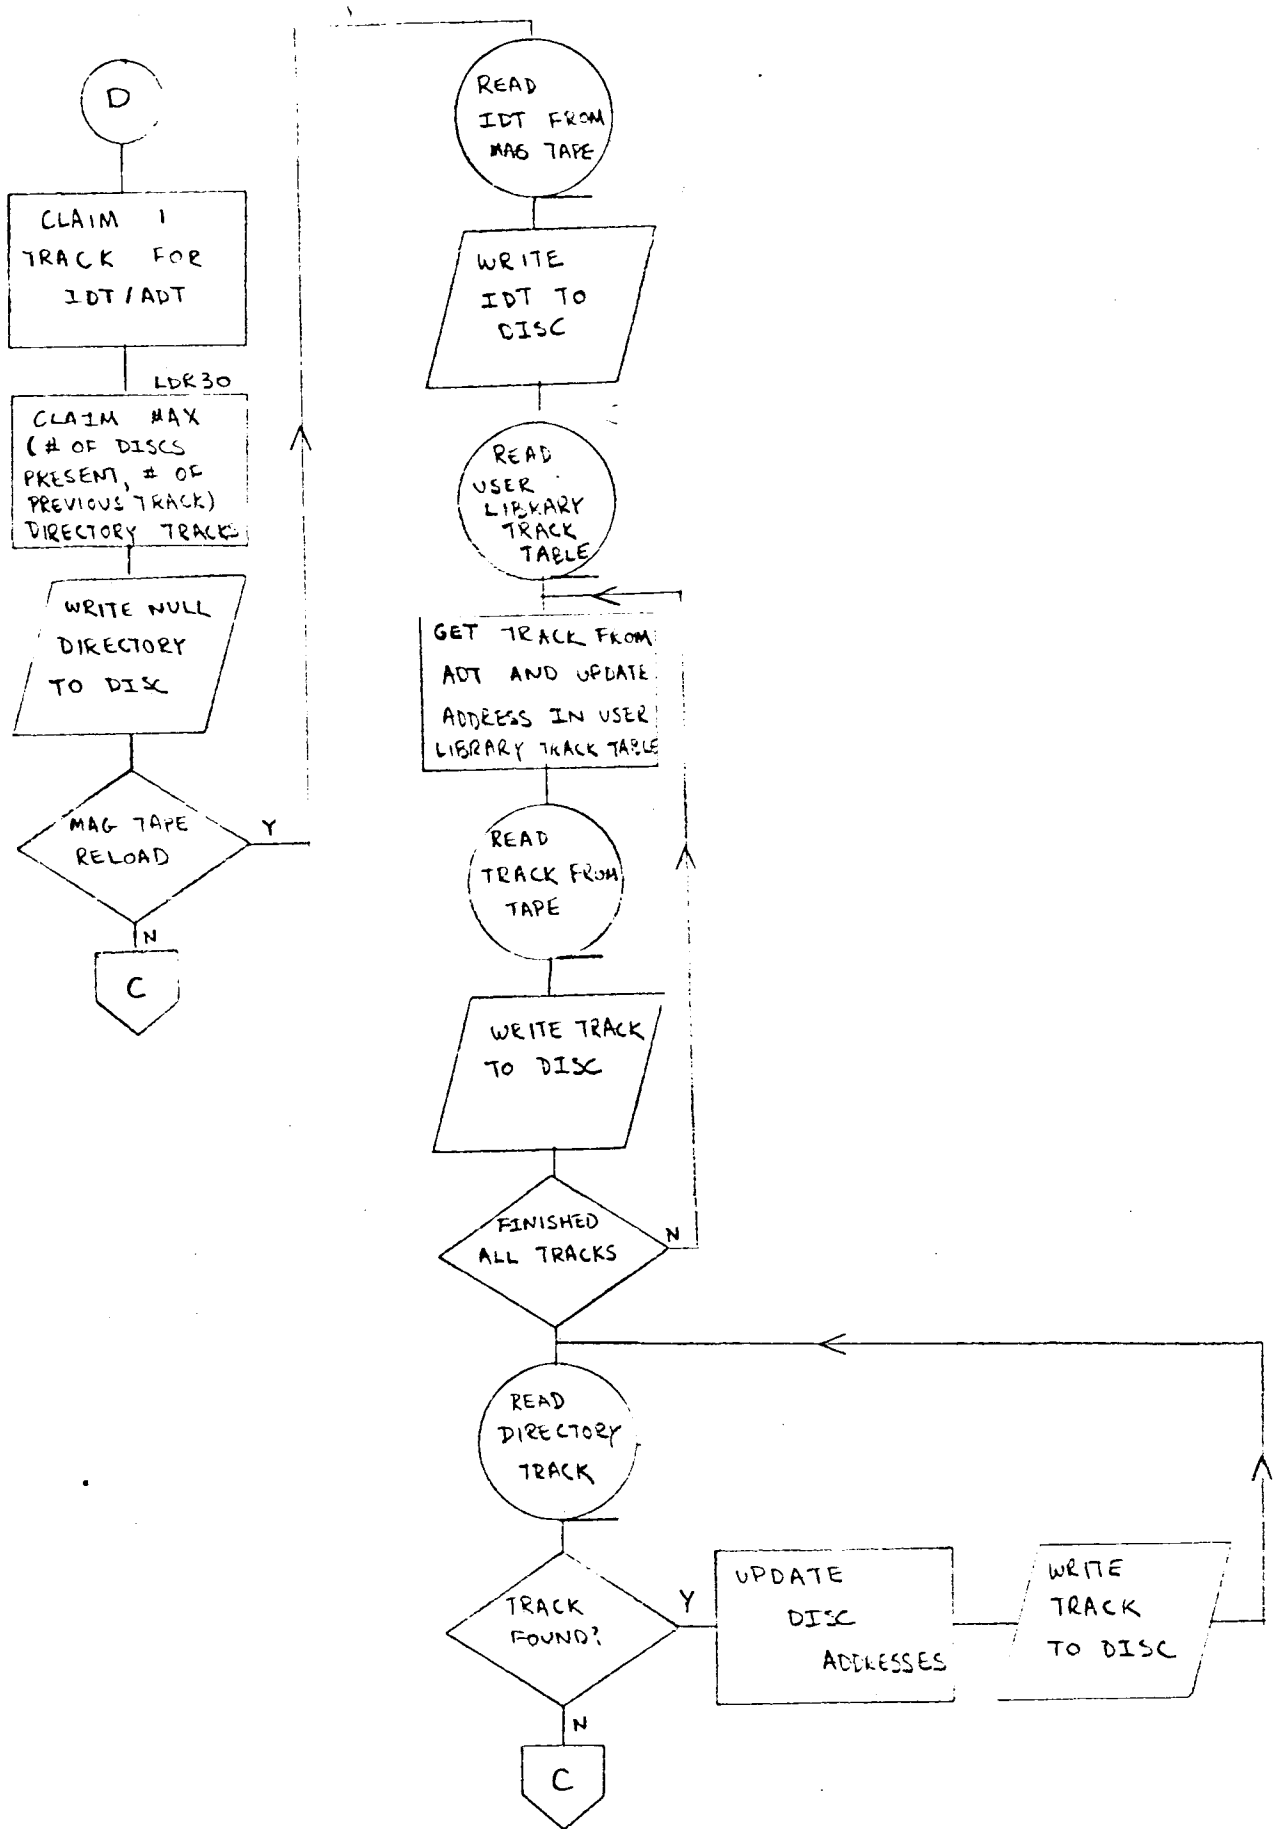 D
CLAIM 1
TRACK FOR
IDT/ADT
LDR30
CLAIM MAX
(# OF DISCS
PRESENT, # OF
PREVIOUS TRACK)
DIRECTORY TRACKS
WRITE NULL
DIRECTORY
TO DISC
MAG TAPE
RELOAD
Y
N
C
READ
IDT FROM
MAG TAPE
WRITE
IDT TO
DISC
READ
USER
LIBRARY
TRACK
TABLE
GET TRACK FROM
ADT AND UPDATE
ADDRESS IN USER
LIBRARY TRACK TABLE
READ
TRACK FROM
TAPE
WRITE TRACK
TO DISC
FINISHED
ALL TRACKS
N
READ
DIRECTORY
TRACK
TRACK
FOUND?
Y
N
UPDATE
DISC
ADDRESSES
WRITE
TRACK
TO DISC
C